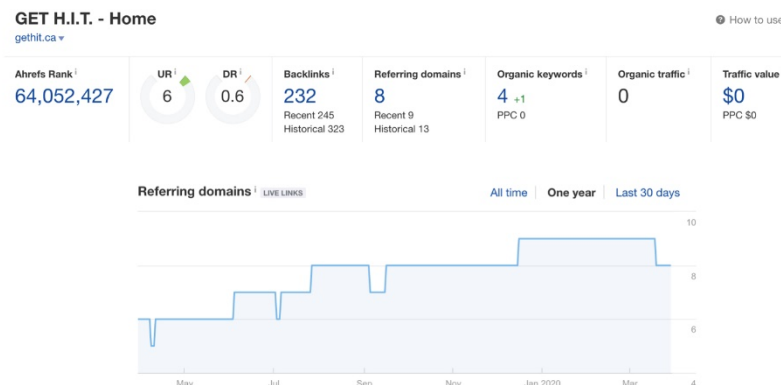 GET H.I.T. - Home
How to use
gethit.ca
Ahrefs Rank
UR
DR
Backlinks
Referring domains
Organic keywords
Organic traffic
Traffic value
64,052,427
6
0.6
232
8
4 +1
0
$0
Recent 245
Recent 9
PPC 0
PPC $0
Historical 323
Historical 13
Referring domains LIVE LINKS
All time
One year
Last 30 days
10
8
6
4
May
Jul
Sep
Nov
Jan 2020
Mar